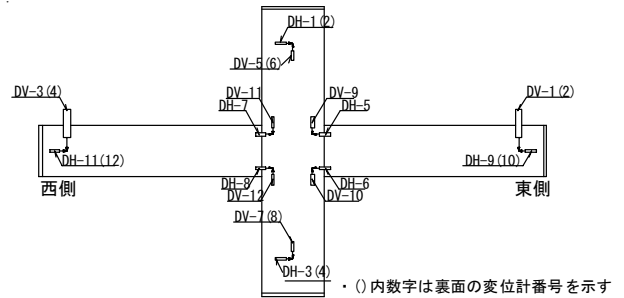 DH-1(2)
DV-5(6)
DV-3(4)
DV-11
DV-9
DV-1(2)
DH-7
DH-5
DH-11(12)
DH-9(10)
西側
DH-8
DH-6
東側
DV-12
DV-10
DV-7(8)
DH-3(4)
・()内数字は裏面の変位計番号を示す